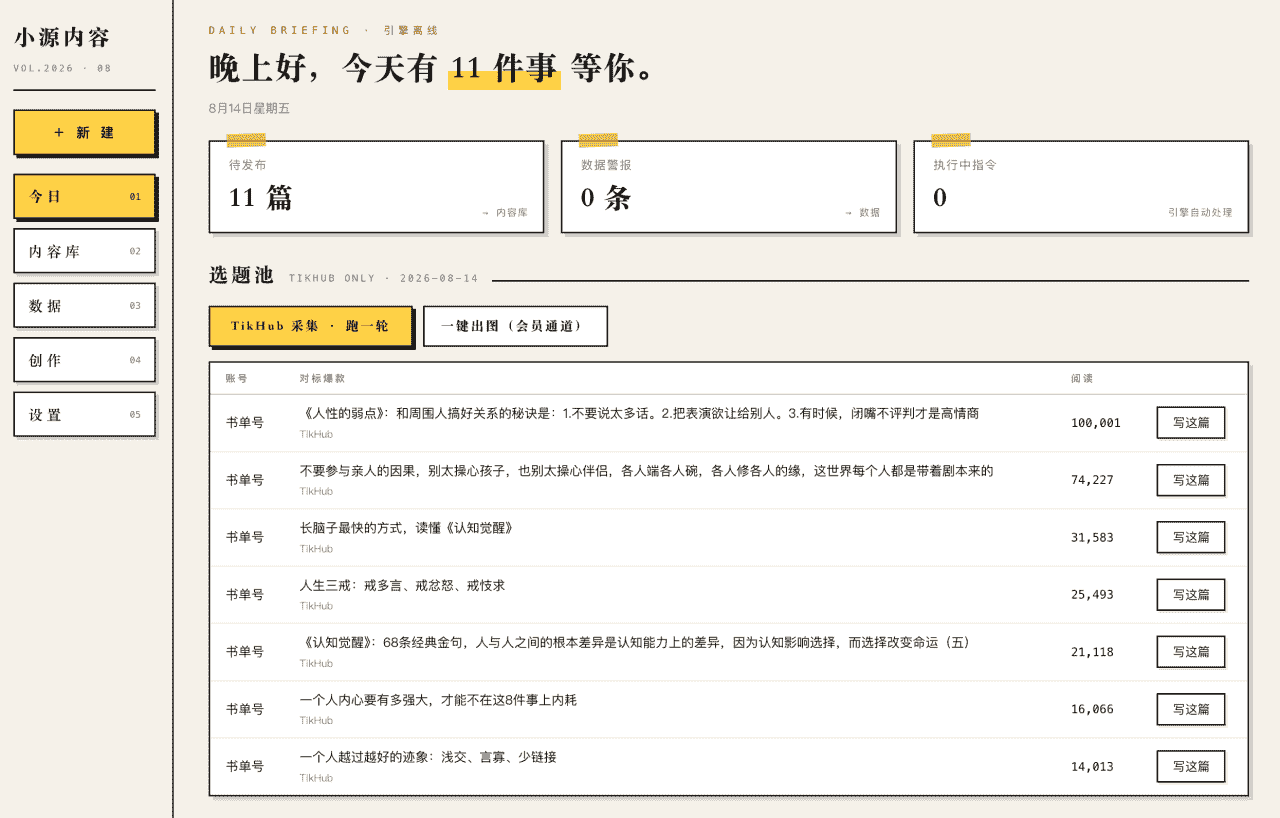 小源内容
VOL.2026 · 08
+ 新 建
今日 01
内容库 02
数据 03
创作 04
设置 05
DAILY BRIEFING · 引擎离线
晚上好，今天有 11 件事 等你。
8月14日星期五
待发布
11 篇
→ 内容库
数据警报
0 条
→ 数据
执行中指令
0
引擎自动处理
选题池 TIKHUB ONLY · 2026-08-14
TikHub 采集 · 跑一轮
一键出图（会员通道）
账号 对标爆款 阅读
书单号 《人性的弱点》：和周围人搞好关系的秘诀是：1.不要说太多话。2.把表演欲让给别人。3.有时候，闭嘴不评判才是高情商 100,001 写这篇
TikHub
书单号 不要参与亲人的因果，别太操心孩子，也别太操心伴侣，各人端各人碗，各人修各人的缘，这世界每个人都是带着剧本来的 74,227 写这篇
TikHub
书单号 长脑子最快的方式，读懂《认知觉醒》 31,583 写这篇
TikHub
书单号 人生三戒：戒多言、戒忿怒、戒忮求 25,493 写这篇
TikHub
书单号 《认知觉醒》：68条经典金句，人与人之间的根本差异是认知能力上的差异，因为认知影响选择，而选择改变命运（五） 21,118 写这篇
TikHub
书单号 一个人内心要有多强大，才能不在这8件事上内耗 16,066 写这篇
TikHub
书单号 一个人越过越好的迹象：浅交、言寡、少链接 14,013 写这篇
TikHub